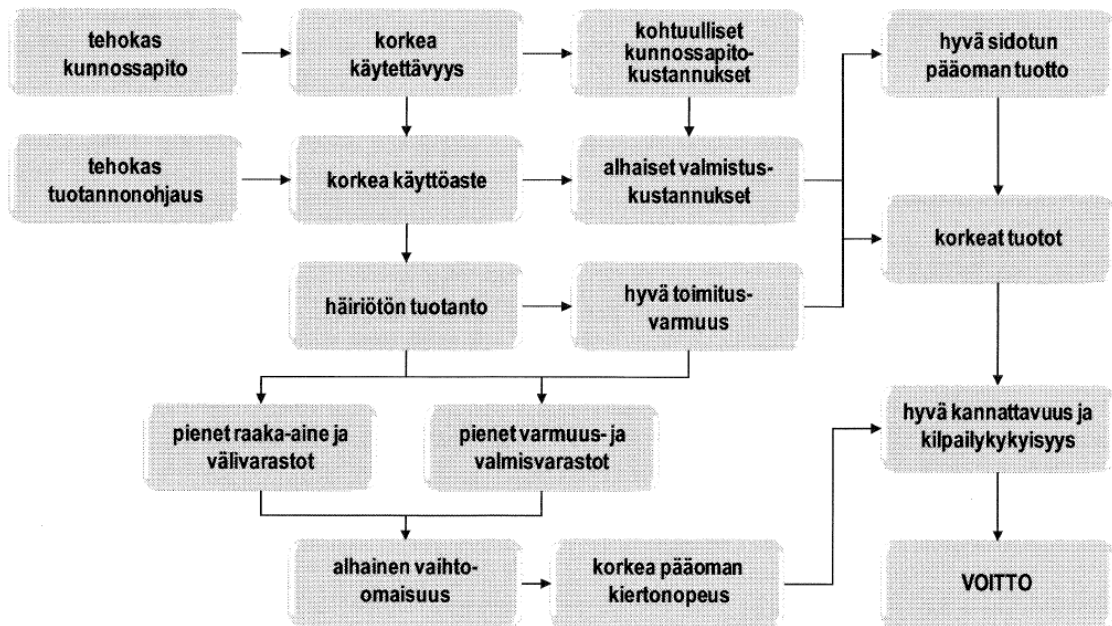 tehokas
kunnossapito
korkea
käytettävyys
kohtuulliset
kunnossapito-
kustannukset
hyvä sidotun
pääoman tuotto
tehokas
tuotannonohjaus
korkea käyttöaste
alhaiset valmistus-
kustannukset
korkeat tuotot
häiriötön tuotanto
hyvä toimitus-
varmuus
pienet raaka-aine ja
välivarastot
pienet varmuus- ja
valmisvarastot
hyvä kannattavuus ja
kilpailykykyisyys
alhainen vaihto-
omaisuus
korkea pääoman
kiertonopeus
VOITTO